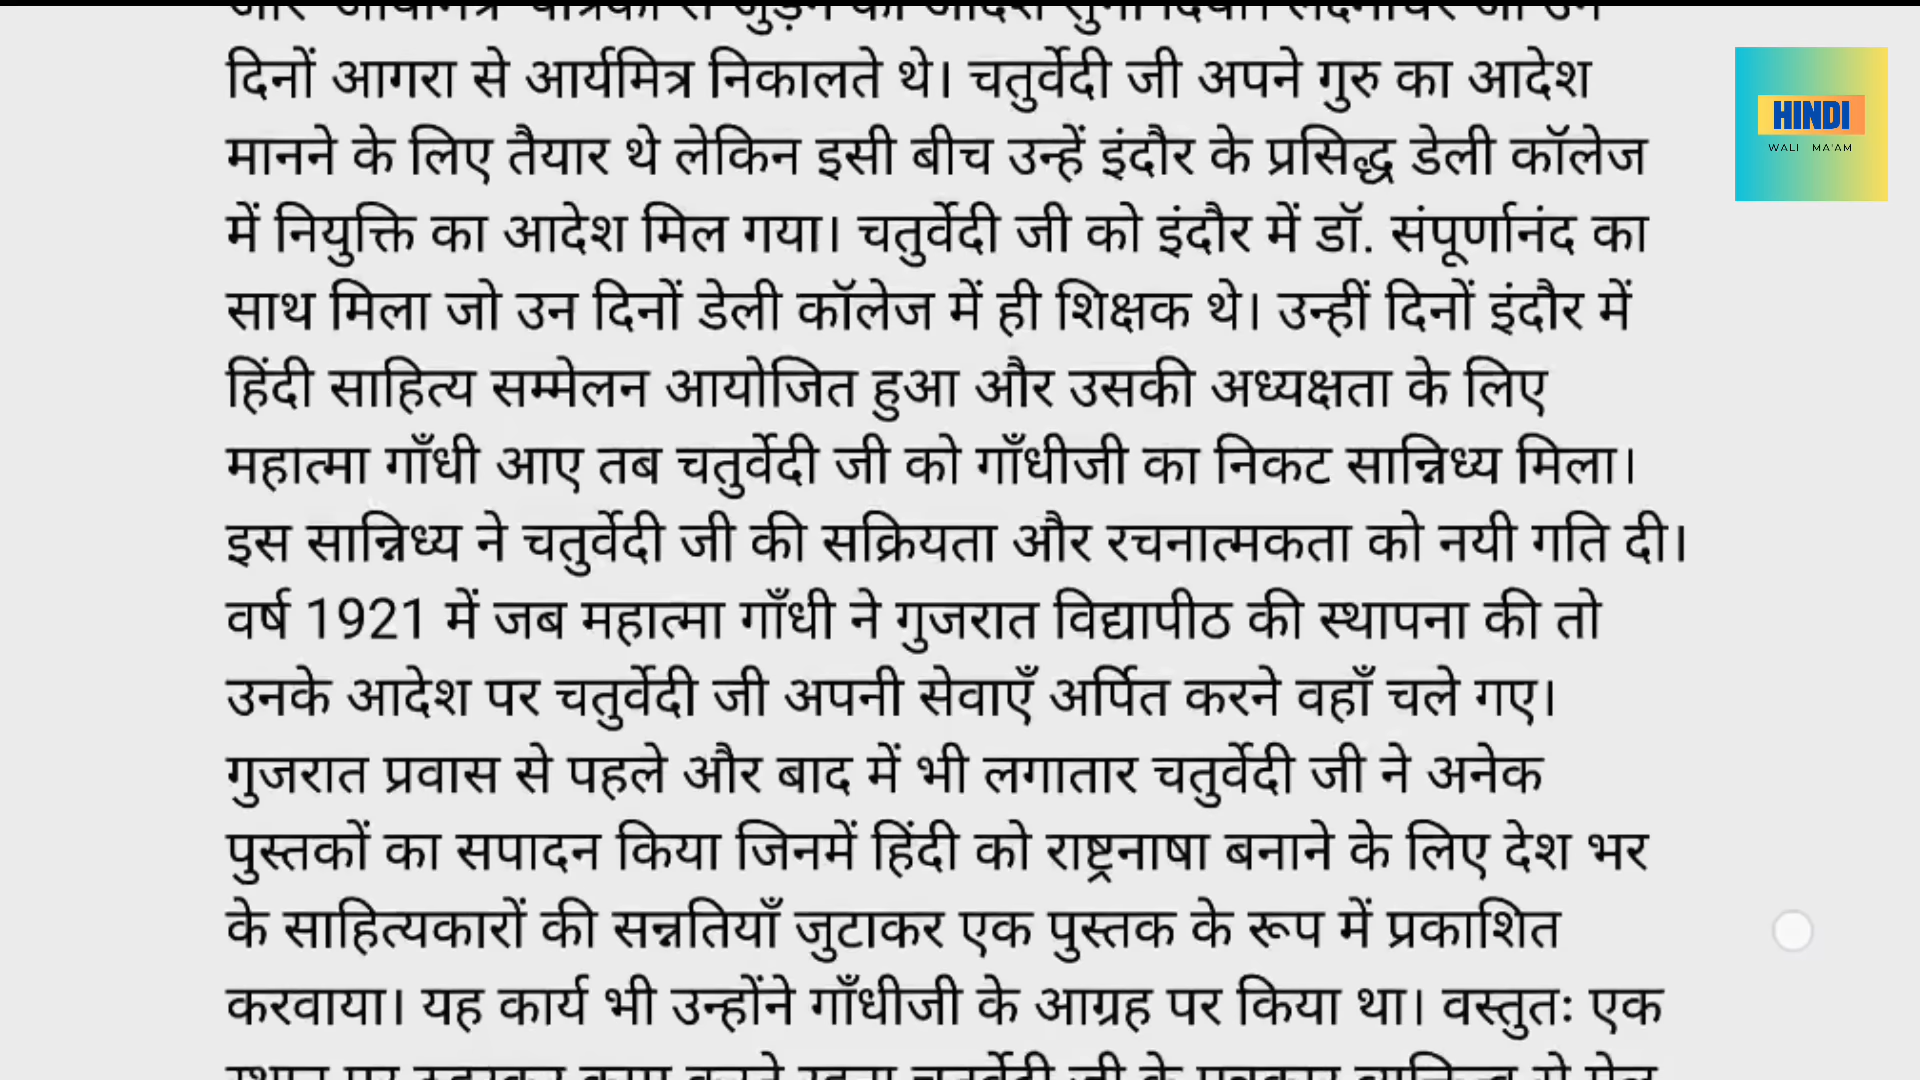 दिनों आगरा से आर्यमित्र निकालते थे। चतुर्वेदी जी अपने गुरु का आदेश
मानने के लिए तैयार थे लेकिन इसी बीच उन्हें इंदौर के प्रसिद्ध डेली कॉलेज
में नियुक्ति का आदेश मिल गया। चतुर्वेदी जी को इंदौर में डॉ. संपूर्णानंद का
साथ मिला जो उन दिनों डेली कॉलेज में ही शिक्षक थे। उन्हीं दिनों इंदौर में
हिंदी साहित्य सम्मेलन आयोजित हुआ और उसकी अध्यक्षता के लिए
महात्मा गाँधी आए तब चतुर्वेदी जी को गाँधीजी का निकट सान्निध्य मिला।
इस सान्निध्य ने चतुर्वेदी जी की सक्रियता और रचनात्मकता को नयी गति दी।
वर्ष 1921 में जब महात्मा गाँधी ने गुजरात विद्यापीठ की स्थापना की तो
उनके आदेश पर चतुर्वेदी जी अपनी सेवाएँ अर्पित करने वहाँ चले गए।
गुजरात प्रवास से पहले और बाद में भी लगातार चतुर्वेदी जी ने अनेक
पुस्तकों का सपादन किया जिनमें हिंदी को राष्ट्रनाषा बनाने के लिए देश भर
के साहित्यकारों की सन्नतियाँ जुटाकर एक पुस्तक के रूप में प्रकाशित
करवाया। यह कार्य भी उन्होंने गाँधीजी के आग्रह पर किया था। वस्तुतः एक
HINDI
WALI MA'AM